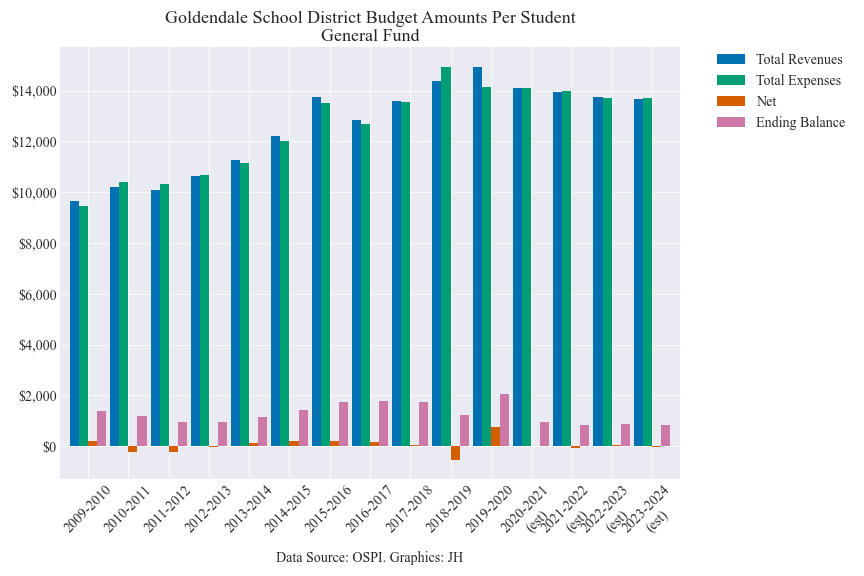 Goldendale School District Budget Amounts Per Student
General Fund
Total Revenues
Total Expenses
Net
Ending Balance
$14,000
$12,000
$10,000
$8,000
$6,000
$4,000
$2,000
$0
2009-2010
2010-2011
2011-2012
2012-2013
2013-2014
2014-2015
2015-2016
2016-2017
2017-2018
2018-2019
2019-2020
2020-2021
(est)
2021-2022
(est)
2022-2023
(est)
2023-2024
(est)
Data Source: OSPI. Graphics: JH